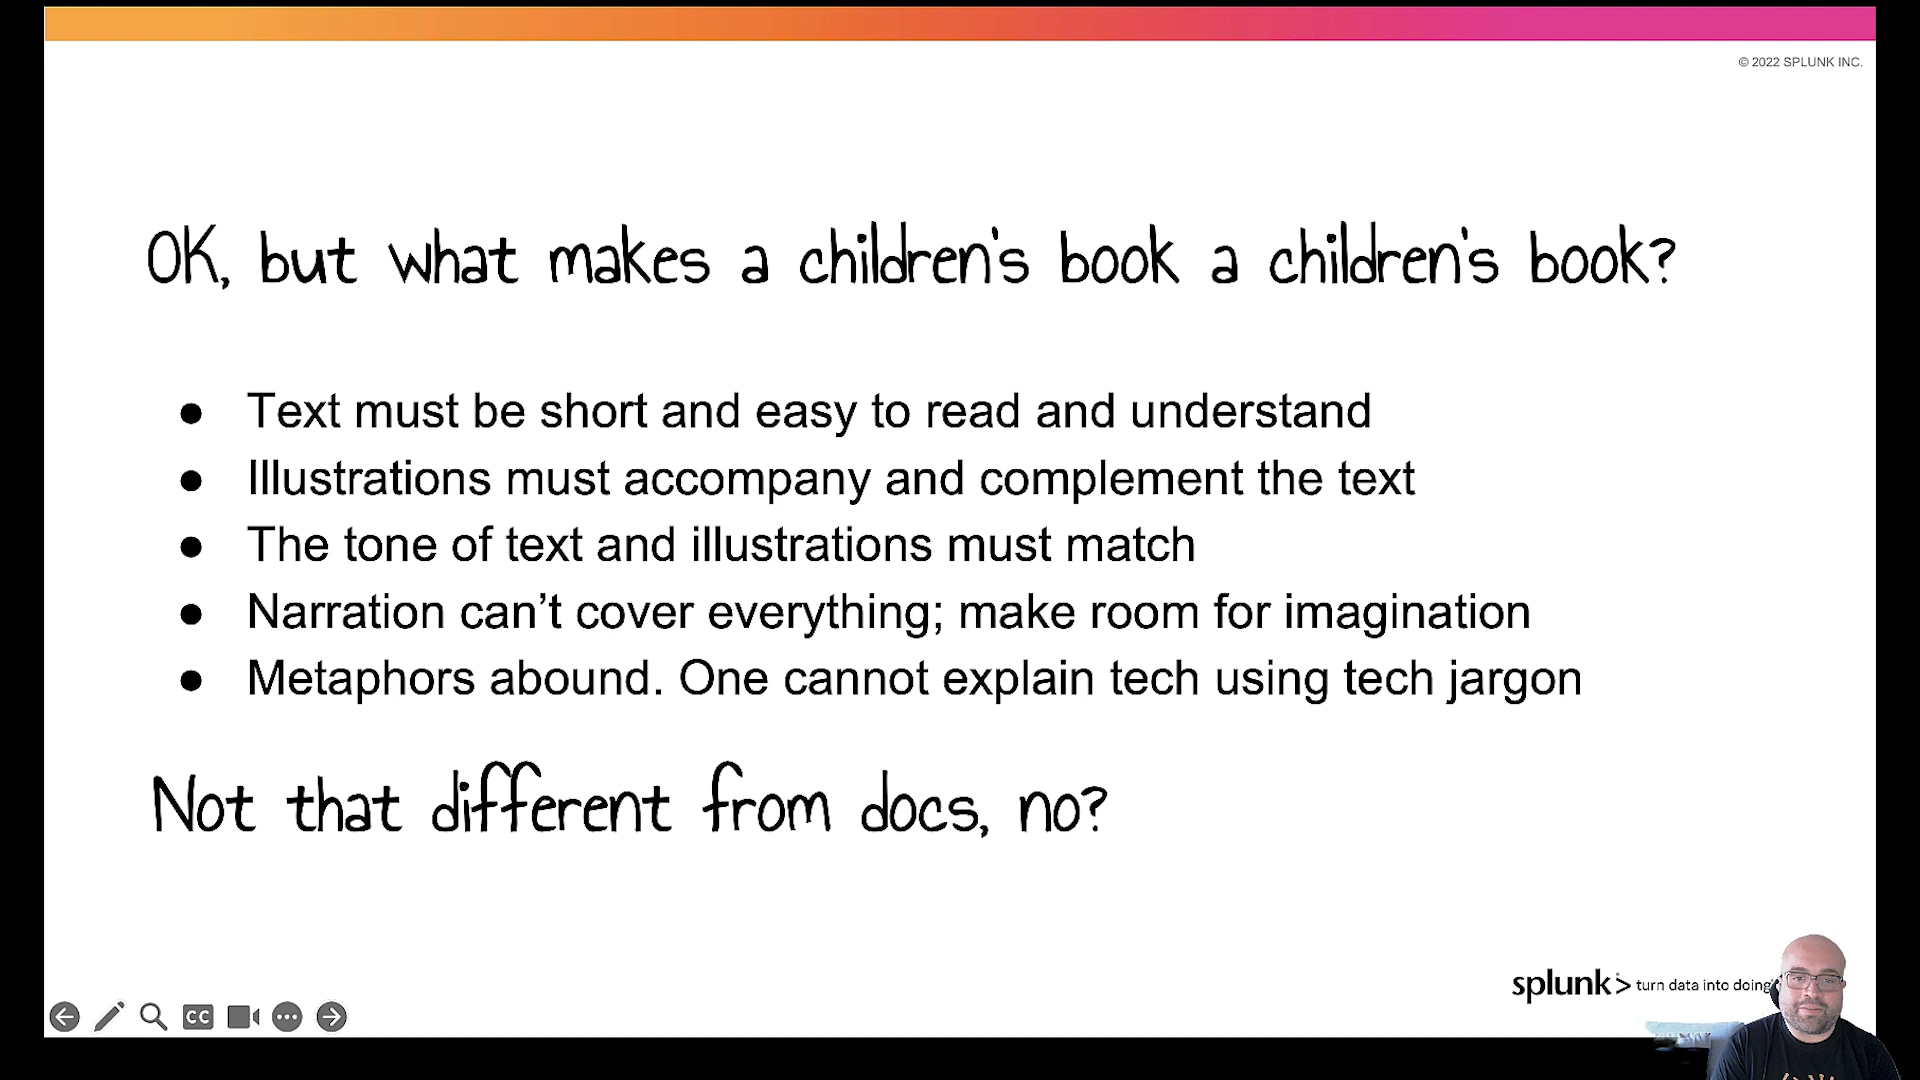 © 2022 SPLUNK INC.
OK, but what makes a children's book a children's book?
● Text must be short and easy to read and understand
● Illustrations must accompany and complement the text
● The tone of text and illustrations must match
● Narration can’t cover everything; make room for imagination
● Metaphors abound. One cannot explain tech using tech jargon
Not that different from docs, no?
splunk> turn data into doing
CC